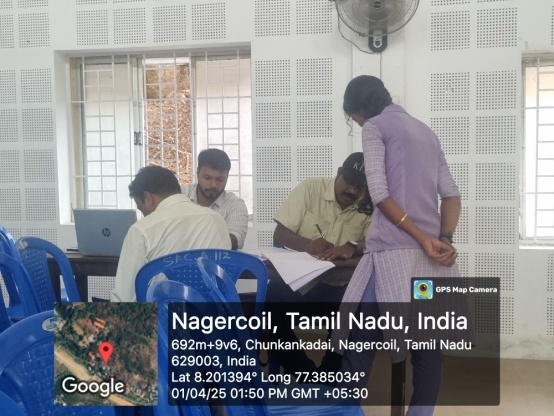 hp
GPS Map Camera
Nagercoil, Tamil Nadu, India
692m+9v6, Chunkankadai, Nagercoil, Tamil Nadu
629003, India
Lat 8.201394° Long 77.385034°
01/04/25 01:50 PM GMT +05:30
Google